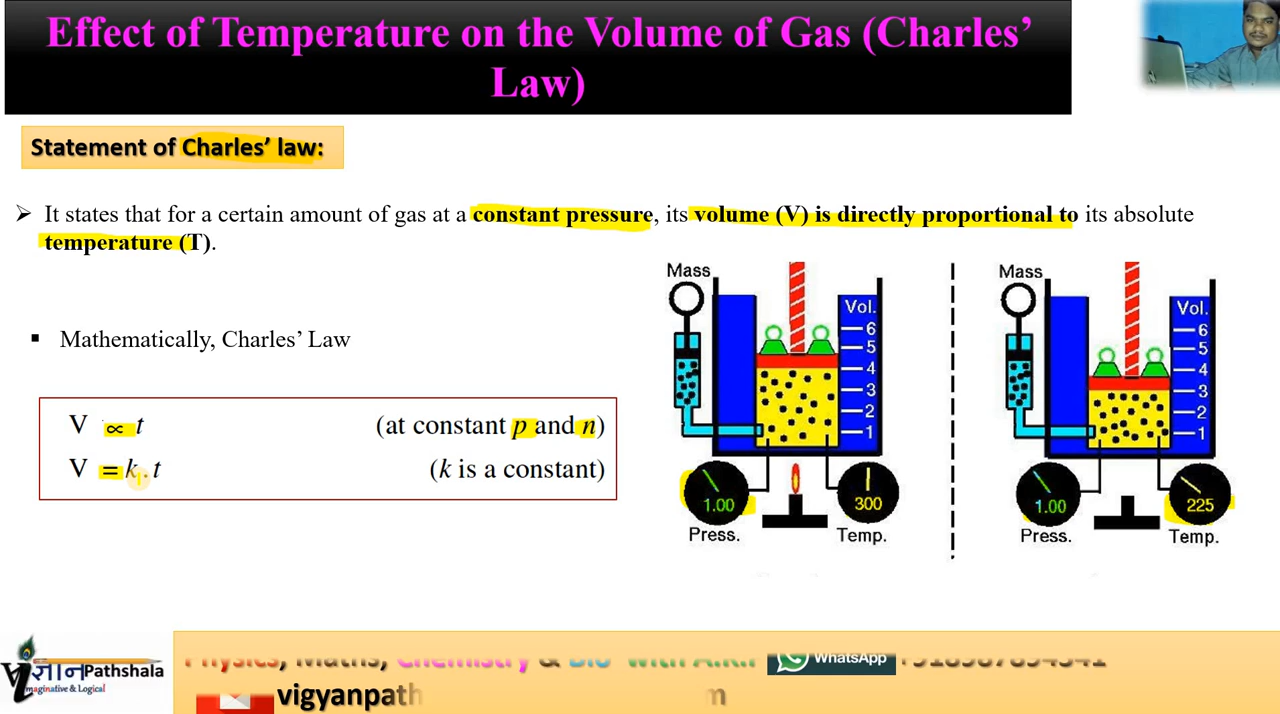 Effect of Temperature on the Volume of Gas (Charles’
Law)
Statement of Charles’ law:
➢ It states that for a certain amount of gas at a constant pressure, its volume (V) is directly proportional to its absolute
temperature (T).
▪ Mathematically, Charles’ Law
V ∝ t (at constant p and n)
V = k₁. t (k is a constant)
Mass
Vol.
6
5
4
3
2
1
1.00
300
Press.
Temp.
Mass
Vol.
6
5
4
3
2
1
1.00
225
Press.
Temp.
विज्ञानPathshala
Imaginative & Logical
Physics, Maths, Chemistry & Bio with WhatsApp
vigyanpath m